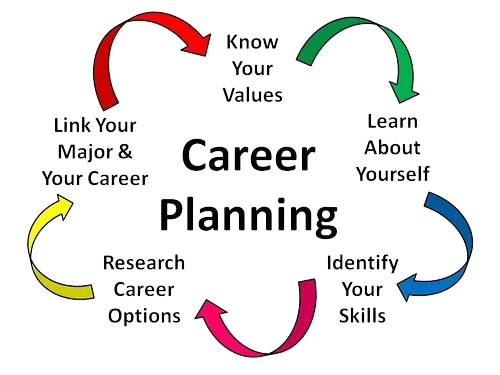 Know
Your
Values
Learn
About
Yourself
Identify
Your
Skills
Research
Career
Options
Link Your
Major &
Your Career
Career
Planning